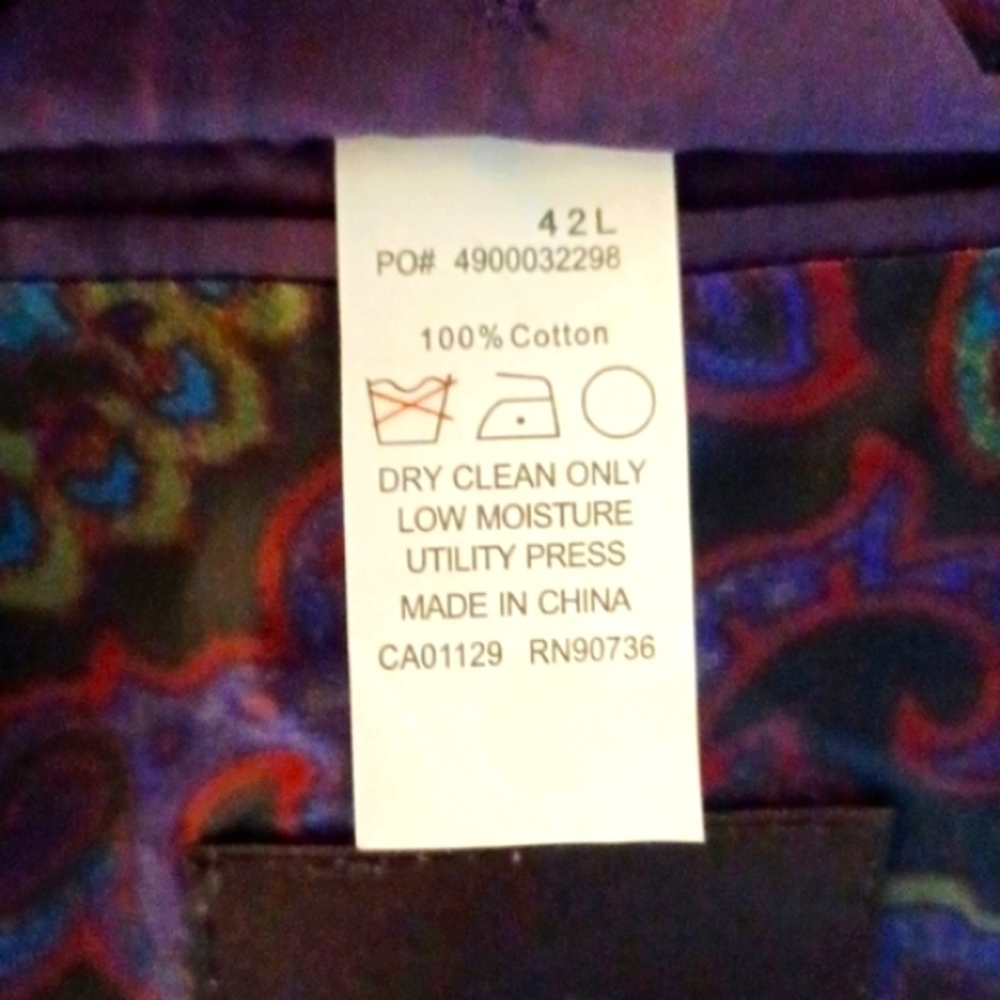 42L
PO# 4900032298
100% Cotton
DRY CLEAN ONLY
LOW MOISTURE
UTILITY PRESS
MADE IN CHINA
CA01129 RN90736